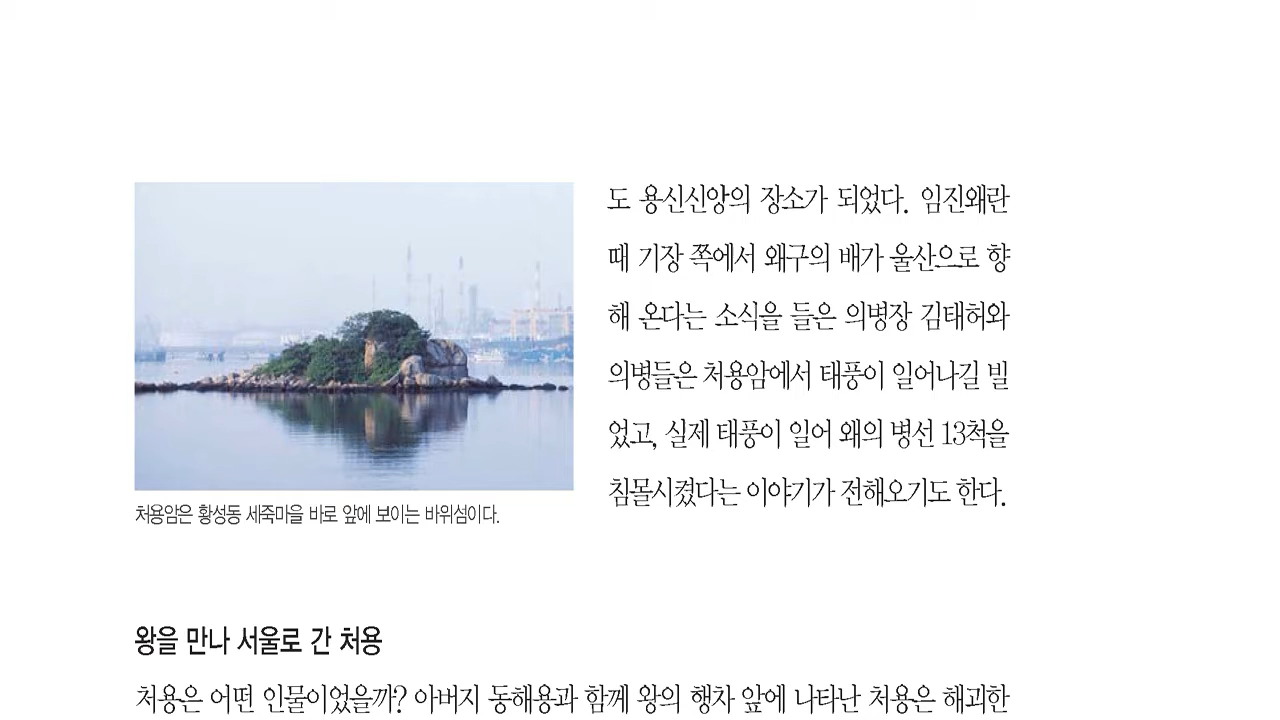 도 용신신앙의 장소가 되었다. 임진왜란
때 기장 쪽에서 왜구의 배가 울산으로 향
해 온다는 소식을 들은 의병장 김태허와
의병들은 처용암에서 태풍이 일어나길 빌
었고, 실제 태풍이 일어 왜의 병선 13척을
침몰시켰다는 이야기가 전해오기도 한다.
처용암은 황성동 세죽마을 바로 앞에 보이는 바위섬이다.
왕을 만나 서울로 간 처용
처용은 어떤 인물이었을까? 아버지 동해용과 함께 왕의 행차 앞에 나타난 처용은 해괴한